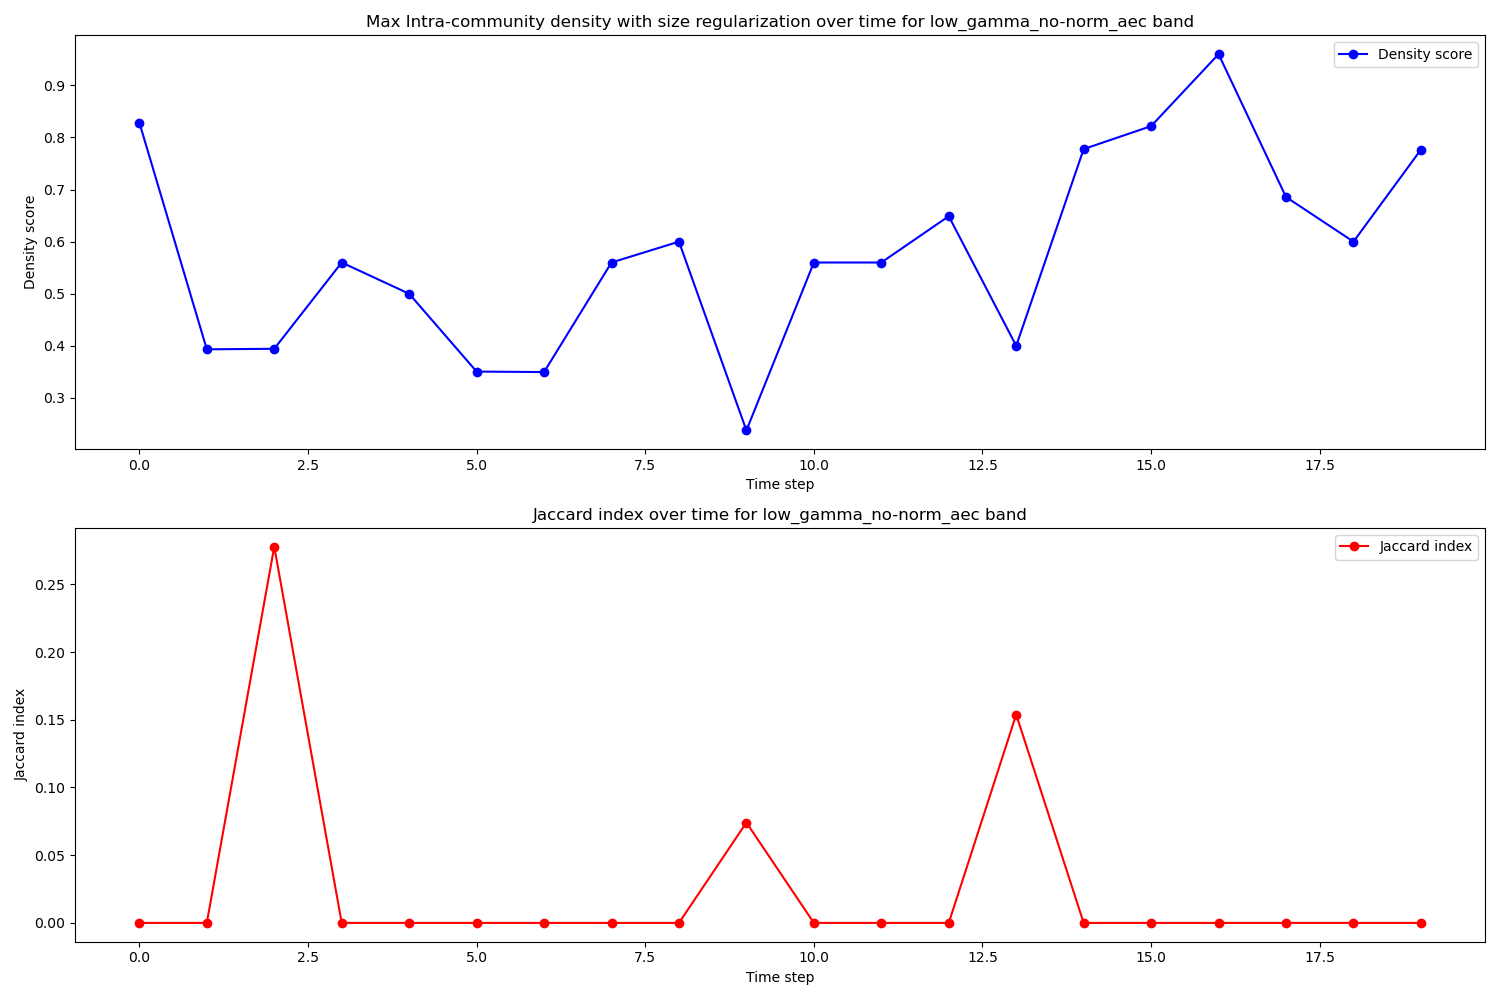 Max Intra-community density with size regularization over time for low_gamma_no-norm_aec band
Density score
Density score
0.9
0.8
0.7
0.6
0.5
0.4
0.3
0.0 2.5 5.0 7.5 10.0 12.5 15.0 17.5
Time step
Jaccard index over time for low_gamma_no-norm_aec band
Jaccard index
Jaccard index
0.25
0.20
0.15
0.10
0.05
0.00
0.0 2.5 5.0 7.5 10.0 12.5 15.0 17.5
Time step